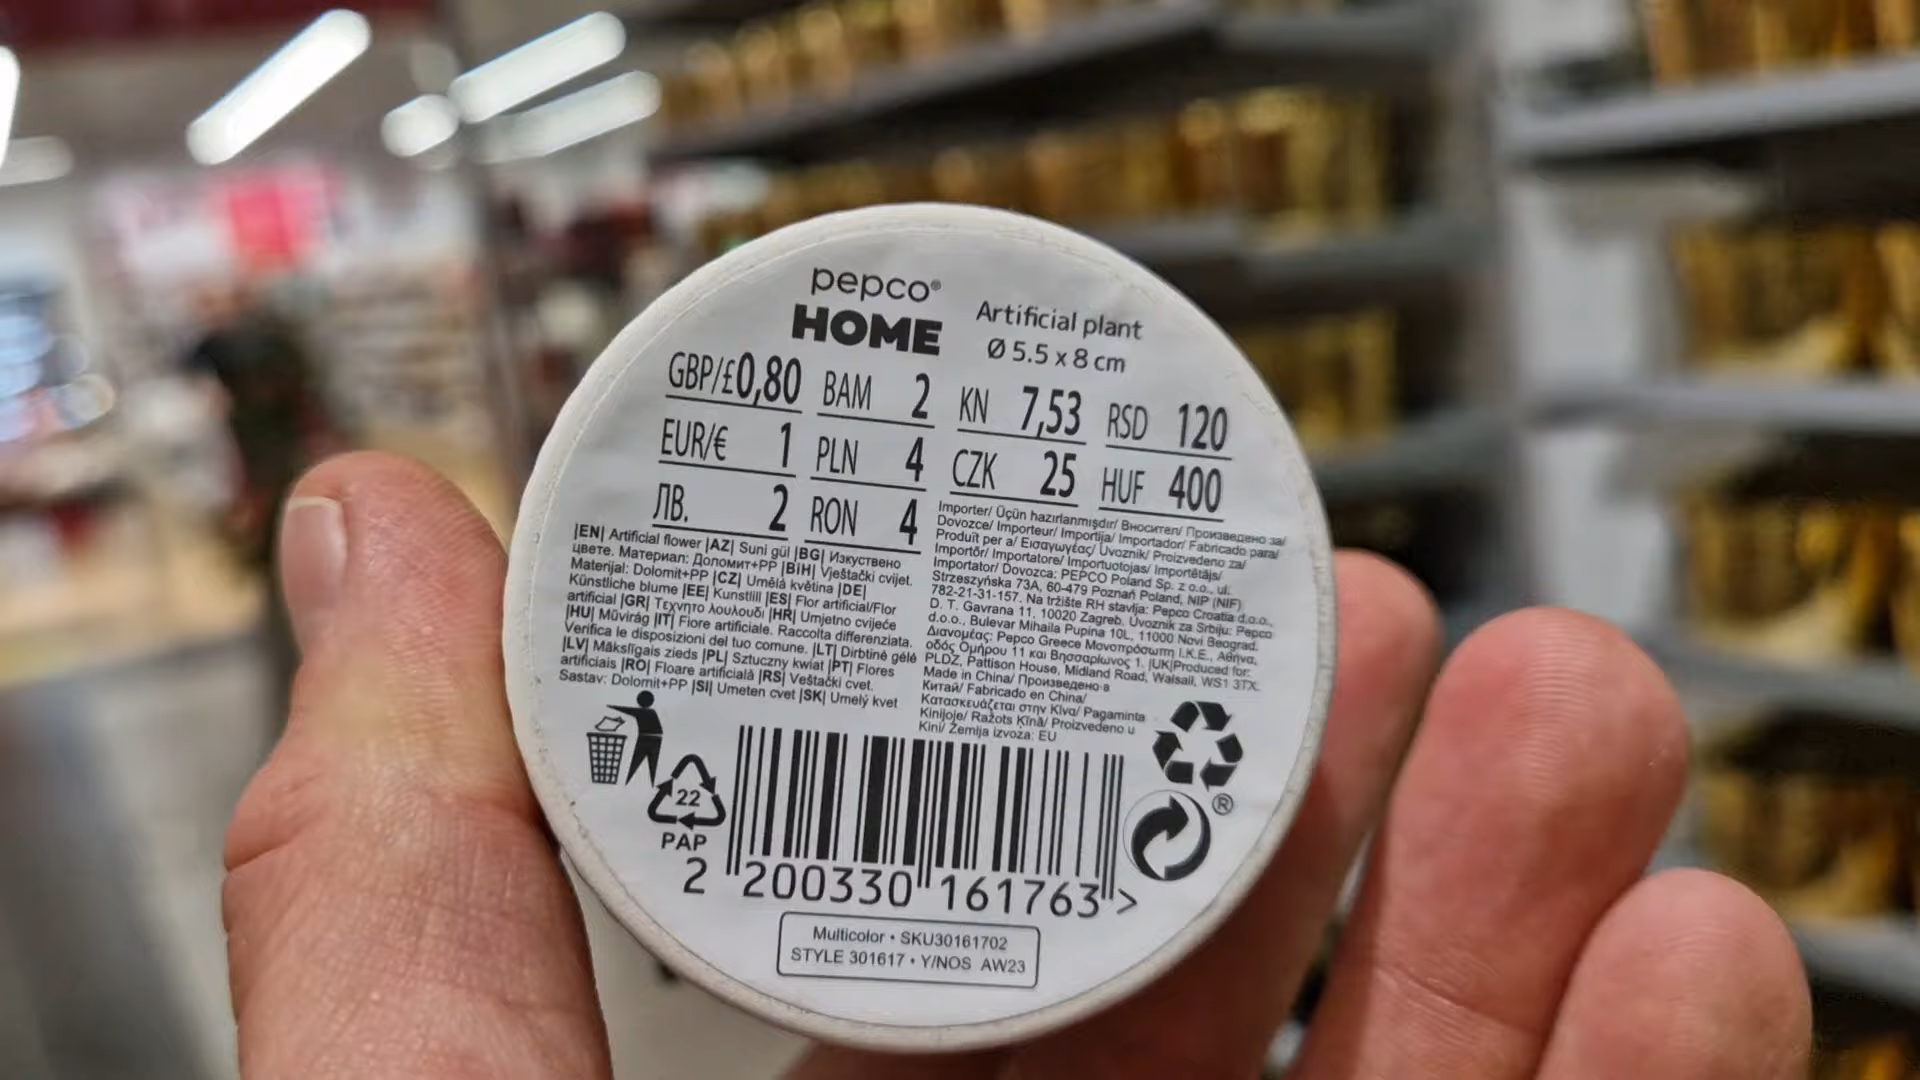 pepco®
HOME
Artificial plant
Ø 5.5 x 8 cm
GBP/£0,80 BAM 2 KN 7,53 RSD 120
EUR/€ 1 PLN 4 CZK 25 HUF 400
ЛВ. 2 RON 4
|EN| Artificial flower |AZ| Suni gül |BG| Изкуствено
цвете. Материал: Доломит+PP |BiH| Vještački cvijet.
Materijal: Dolomit+PP |CZ| Umělá květina |DE|
Künstliche blume |EE| Kunstlill |ES| Flor artificial/Flor
artificial |GR| Τεχνητο λουλουδι |HR| Umjetno cvijeće
|HU| Művirág |IT| Fiore artificiale. Raccolta differenziata.
Verifica le disposizioni del tuo comune. |LT| Dirbtinė gėlė
|LV| Mākslīgais zieds |PL| Sztuczny kwiat |PT| Flores
artificiais |RO| Floare artificială |RS| Veštački cvet.
Sastav: Dolomit+PP |SI| Umeten cvet |SK| Umelý kvet
Importer/ Üçün hazırlanmışdır/ Вносител/ Произведено за/
Dovozce/ Importeur/ Importija/ Importador/ Fabricado para/
Produit per a/ Εισαγωγέας/ Uvoznik/ Proizvedeno za/
Importőr/ Importatore/ Importuotojas/ Importētājs/
Importator/ Dovozca: PEPCO Poland Sp. z o.o., ul.
Strzeszyńska 73A, 60-479 Poznań Poland, NIP (NIF)
782-21-31-157. Na tržište RH stavlja: Pepco Croatia d.o.o.,
D. T. Gavrana 11, 10020 Zagreb. Uvoznik za Srbiju: Pepco
d.o.o., Bulevar Mihaila Pupina 10L, 11000 Novi Beograd.
Διανομέας: Pepco Greece Μονοπρόσωπη Ι.Κ.Ε., Αθήνα,
οδός Ομήρου 11 και Βησσαρίωνος 1. |UK|Produced for:
PLDZ, Pattison House, Midland Road, Walsall, WS1 3TX.
Made in China/ Произведено в
Китай/ Fabricado en China/
Κατασκευάζεται στην Κίνα/ Pagaminta
Kinijoje/ Ražots Ķīnā/ Proizvedeno u
Kini/ Zemlja izvoza: EU
22
PAP
®
2 200330 161763 >
Multicolor • SKU30161702
STYLE 301617 • Y/NOS AW23